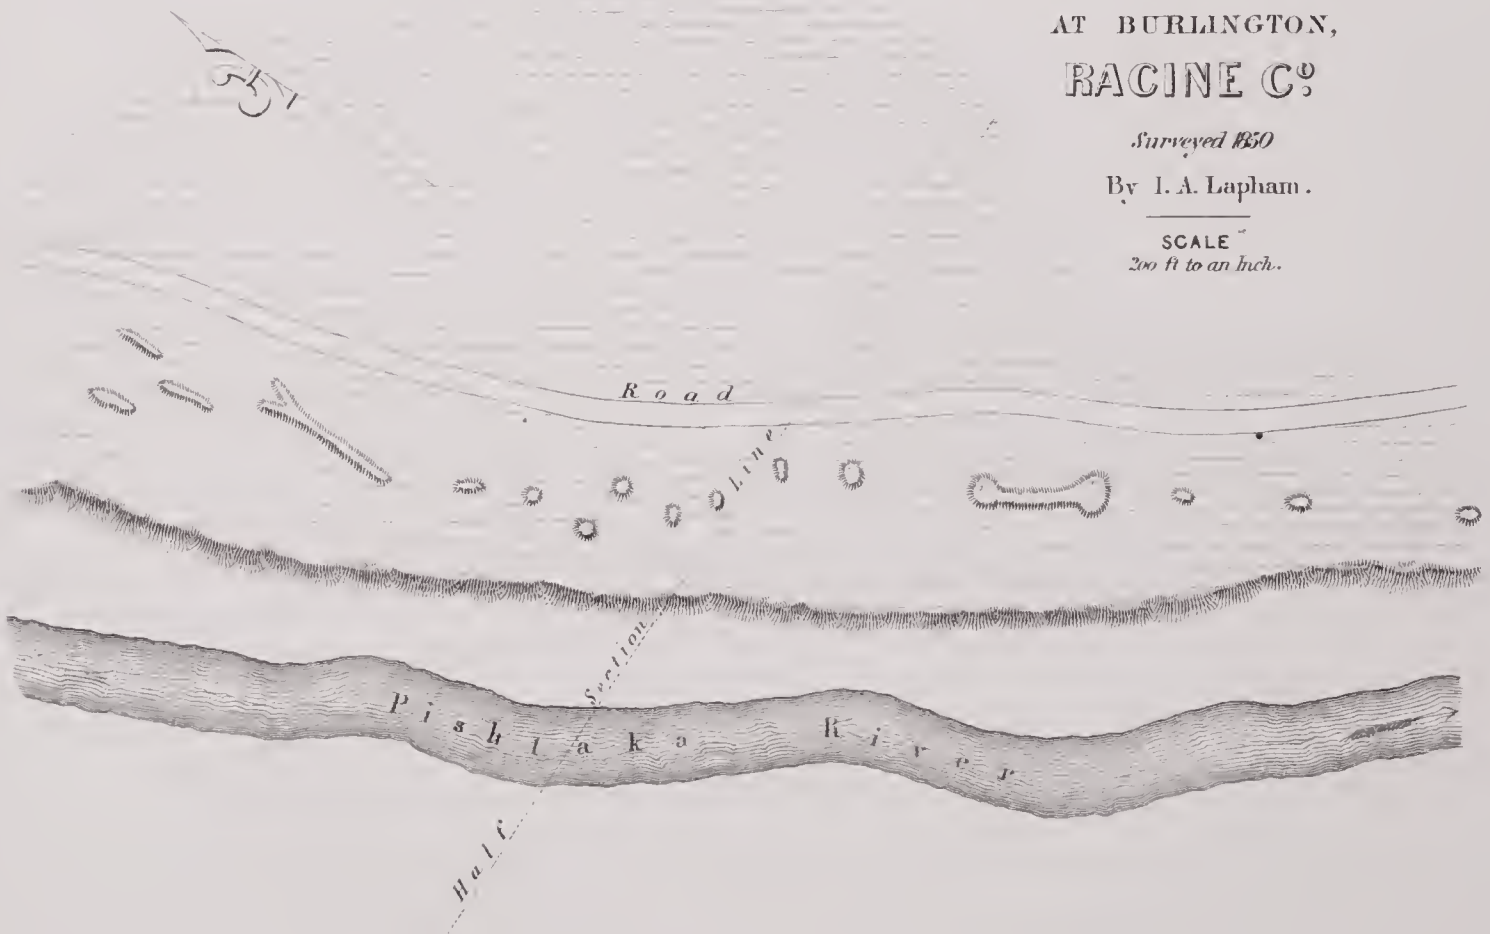 AT BURLINGTON,
RACINE Co.
Surveyed 1850
By I. A. Lapham.
SCALE
200 ft to an Inch.
Road
Half Section Line
Pishtaka River